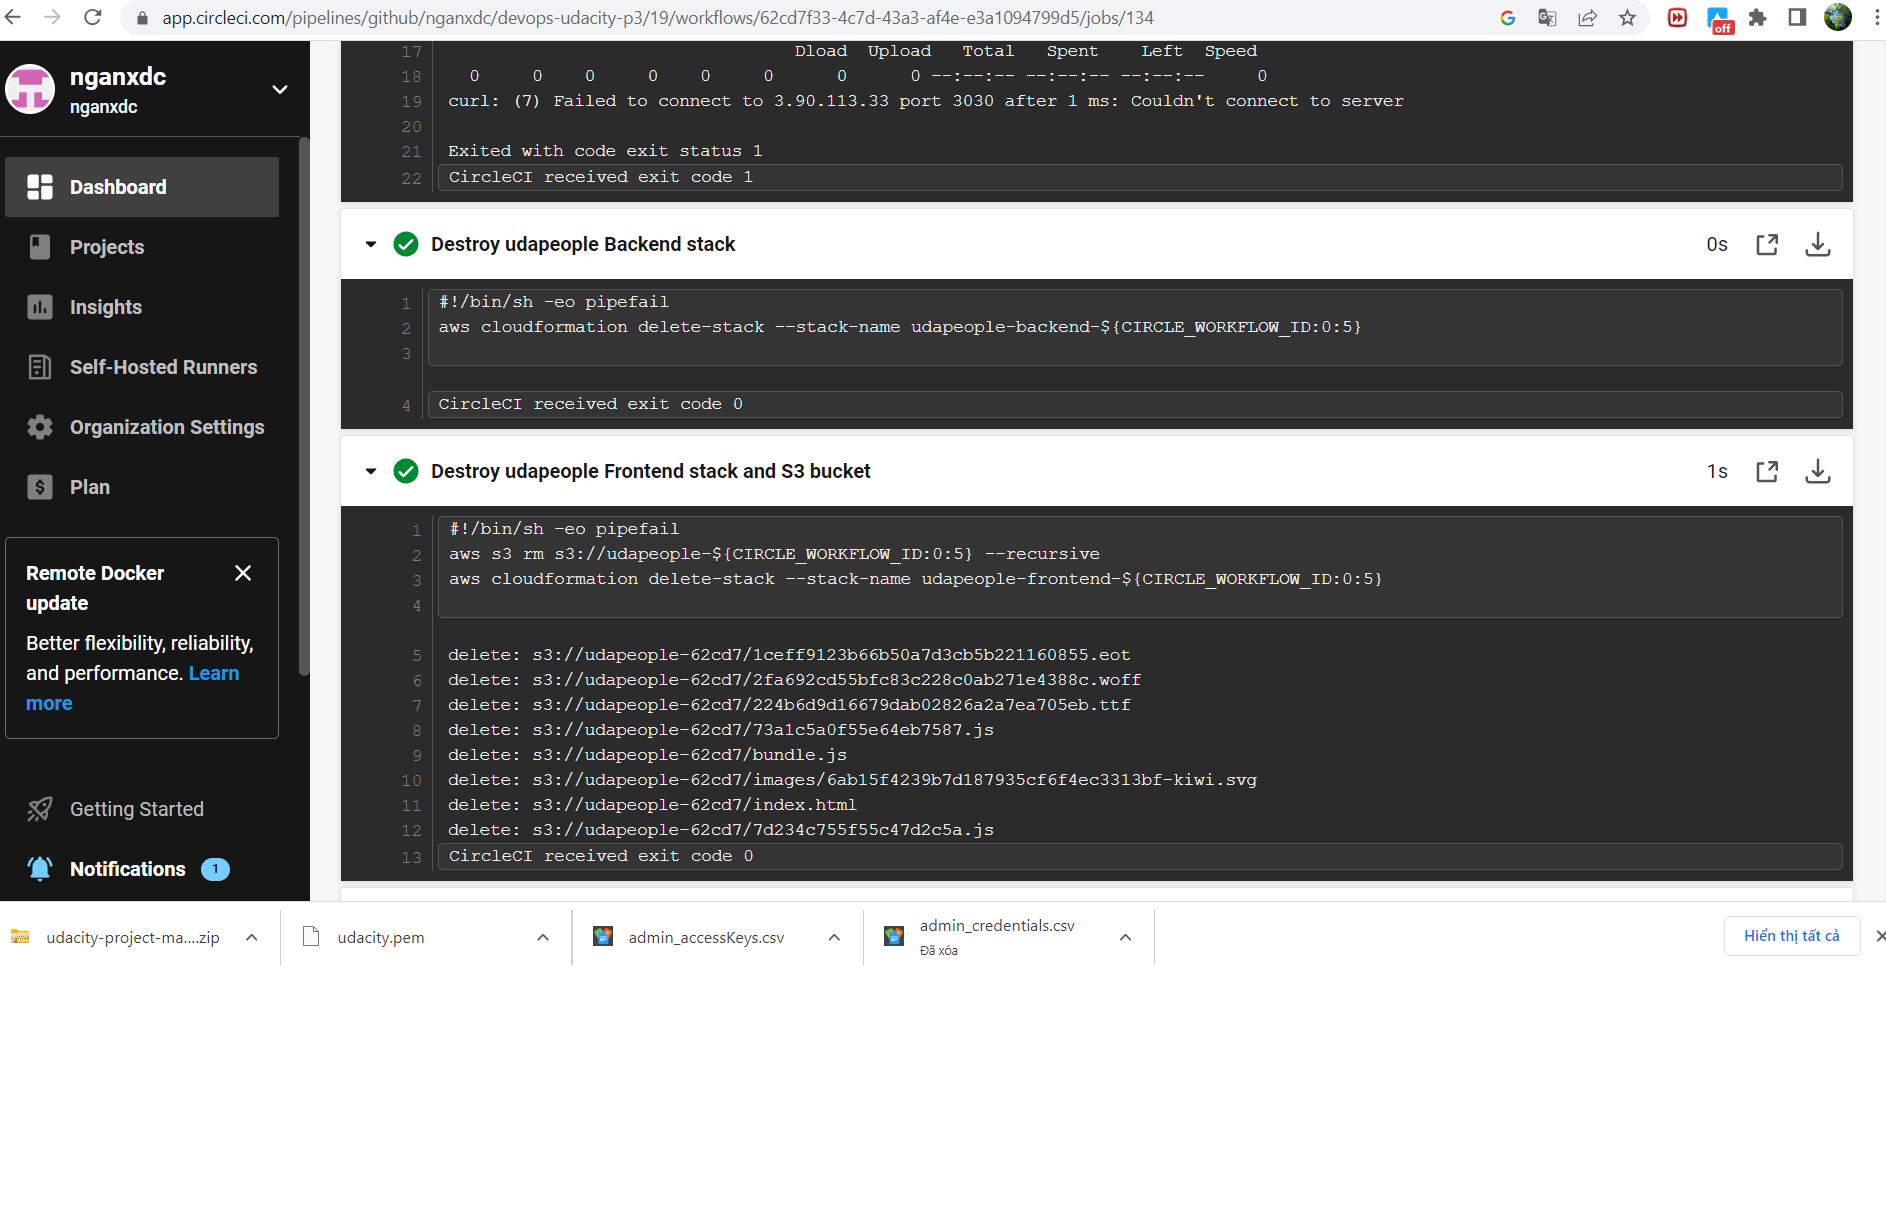 app.circleci.com/pipelines/github/nganxdc/devops-udacity-p3/19/workflows/62cd7f33-4c7d-43a3-af4e-e3a1094799d5/jobs/134
off
nganxdc
nganxdc
Dashboard
Projects
Insights
Self-Hosted Runners
Organization Settings
Plan
Remote Docker
update
Better flexibility, reliability,
and performance. Learn
more
Getting Started
Notifications 1
17 Dload Upload Total Spent Left Speed
18 0 0 0 0 0 0 0 0 --:--:-- --:--:-- --:--:-- 0
19 curl: (7) Failed to connect to 3.90.113.33 port 3030 after 1 ms: Couldn't connect to server
20
21 Exited with code exit status 1
22 CircleCI received exit code 1
Destroy udapeople Backend stack 0s
1 #!/bin/sh -eo pipefail
2 aws cloudformation delete-stack --stack-name udapeople-backend-${CIRCLE_WORKFLOW_ID:0:5}
3
4 CircleCI received exit code 0
Destroy udapeople Frontend stack and S3 bucket 1s
1 #!/bin/sh -eo pipefail
2 aws s3 rm s3://udapeople-${CIRCLE_WORKFLOW_ID:0:5} --recursive
3 aws cloudformation delete-stack --stack-name udapeople-frontend-${CIRCLE_WORKFLOW_ID:0:5}
4
5 delete: s3://udapeople-62cd7/1ceff9123b66b50a7d3cb5b221160855.eot
6 delete: s3://udapeople-62cd7/2fa692cd55bfc83c228c0ab271e4388c.woff
7 delete: s3://udapeople-62cd7/224b6d9d16679dab02826a2a7ea705eb.ttf
8 delete: s3://udapeople-62cd7/73a1c5a0f55e64eb7587.js
9 delete: s3://udapeople-62cd7/bundle.js
10 delete: s3://udapeople-62cd7/images/6ab15f4239b7d187935cf6f4ec3313bf-kiwi.svg
11 delete: s3://udapeople-62cd7/index.html
12 delete: s3://udapeople-62cd7/7d234c755f55c47d2c5a.js
13 CircleCI received exit code 0
udacity-project-ma....zip
udacity.pem
admin_accessKeys.csv
admin_credentials.csv
Đã xóa
Hiển thị tất cả